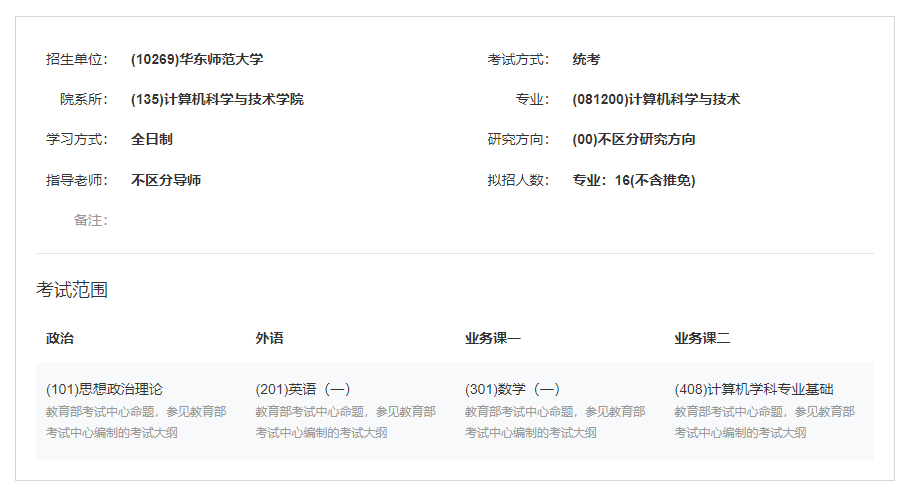 招生单位： (10269)华东师范大学 考试方式： 统考
院系所： (135)计算机科学与技术学院 专业： (081200)计算机科学与技术
学习方式： 全日制 研究方向： (00)不区分研究方向
指导老师： 不区分导师 拟招人数： 专业：16(不含推免)
备注：
考试范围
政治 外语 业务课一 业务课二
(101)思想政治理论 (201)英语（一） (301)数学（一） (408)计算机学科专业基础
教育部考试中心命题，参见教育部 教育部考试中心命题，参见教育部 教育部考试中心命题，参见教育部 教育部考试中心命题，参见教育部
考试中心编制的考试大纲 考试中心编制的考试大纲 考试中心编制的考试大纲 考试中心编制的考试大纲